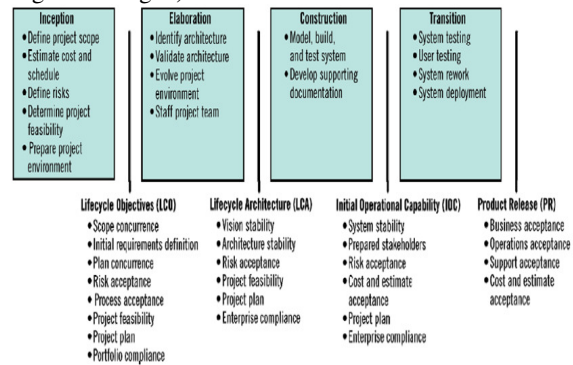 Inception
• Define project scope
• Estimate cost and
schedule
• Define risks
• Determine project
feasibility
• Prepare project
environment
Elaboration
• Identify architecture
• Validate architecture
• Evolve project
environment
• Staff project team
Construction
• Model, build,
and test system
• Develop supporting
documentation
Transition
• System testing
• User testing
• System rework
• System deployment
Lifecycle Objectives (LCO)
• Scope concurrence
• Initial requirements definition
• Plan concurrence
• Risk acceptance
• Process acceptance
• Project feasibility
• Project plan
• Portfolio compliance
Lifecycle Architecture (LCA)
• Vision stability
• Architecture stability
• Risk acceptance
• Project feasibility
• Project plan
• Enterprise compliance
Initial Operational Capability (IOC)
• System stability
• Prepared stakeholders
• Risk acceptance
• Cost and estimate
acceptance
• Project plan
• Enterprise compliance
Product Release (PR)
• Business acceptance
• Operations acceptance
• Support acceptance
• Cost and estimate
acceptance